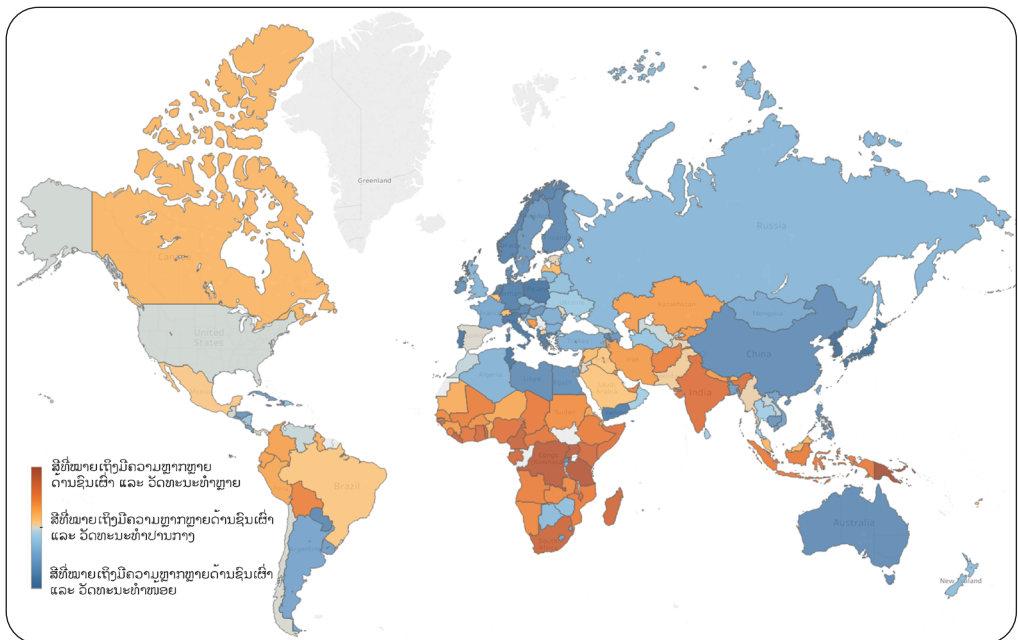 Greenland
Russia
Canada
Mongolia
United
States
China
India
Brazil
Australia
New Zealand
ສີທີ່ໝາຍເຖິງມີຄວາມຫຼາກຫຼາຍ
ດ້ານຊົນເຜົ່າ ແລະ ວັດທະນະທຳຫຼາຍ
ສີທີ່ໝາຍເຖິງມີຄວາມຫຼາກຫຼາຍດ້ານຊົນເຜົ່າ
ແລະ ວັດທະນະທຳປານກາງ
ສີທີ່ໝາຍເຖິງມີຄວາມຫຼາກຫຼາຍດ້ານຊົນເຜົ່າ
ແລະ ວັດທະນະທຳໜ້ອຍ